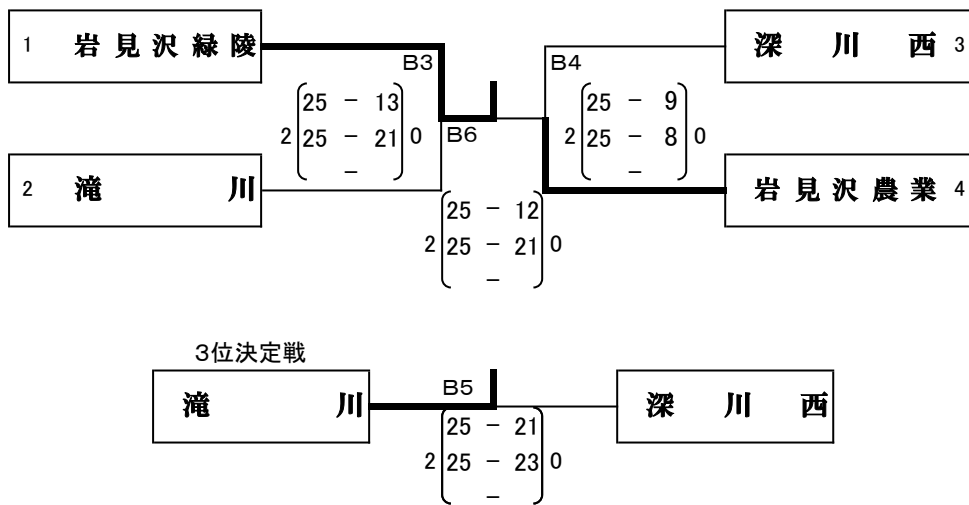 1 岩見沢緑陵
深川西 3
B3
B4
25 - 13
2 25 - 21 0
-
25 - 9
2 25 - 8 0
-
B6
2 滝川
岩見沢農業 4
25 - 12
2 25 - 21 0
-
3位決定戦
滝川
B5
深川西
25 - 21
2 25 - 23 0
-